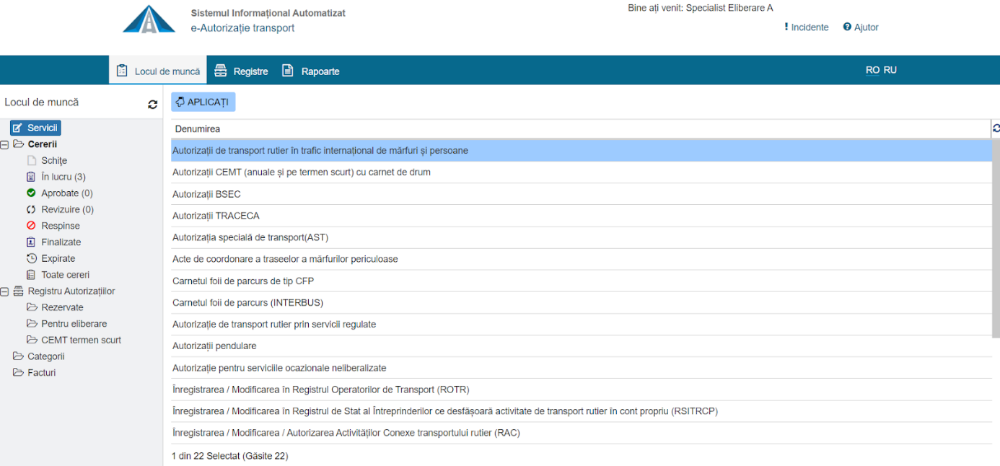 Sistemul Informațional Automatizat
e-Autorizație transport
Bine ați venit: Specialist Eliberare A
! Incidente
Ajutor
Locul de muncă
Registre
Rapoarte
RO RU
Locul de muncă
Servicii
Cererii
Schițe
În lucru (3)
Aprobate (0)
Revizuire (0)
Respinse
Finalizate
Expirate
Toate cereri
Registru Autorizațiilor
Rezervate
Pentru eliberare
CEMT termen scurt
Categorii
Facturi
APLICAȚI
Denumirea
Autorizații de transport rutier în trafic internațional de mărfuri și persoane
Autorizații CEMT (anuale și pe termen scurt) cu carnet de drum
Autorizații BSEC
Autorizații TRACECA
Autorizația specială de transport(AST)
Acte de coordonare a traseelor a mărfurilor periculoase
Carnetul foii de parcurs de tip CFP
Carnetul foii de parcurs (INTERBUS)
Autorizație de transport rutier prin servicii regulate
Autorizații pendulare
Autorizație pentru serviciile ocazionale neliberalizate
Înregistrarea / Modificarea în Registrul Operatorilor de Transport (ROTR)
Înregistrarea / Modificarea în Registrul de Stat al Întreprinderilor ce desfășoară activitate de transport rutier în cont propriu (RSITRCP)
Înregistrarea / Modificarea / Autorizarea Activităților Conexe transportului rutier (RAC)
1 din 22 Selectat (Găsite 22)